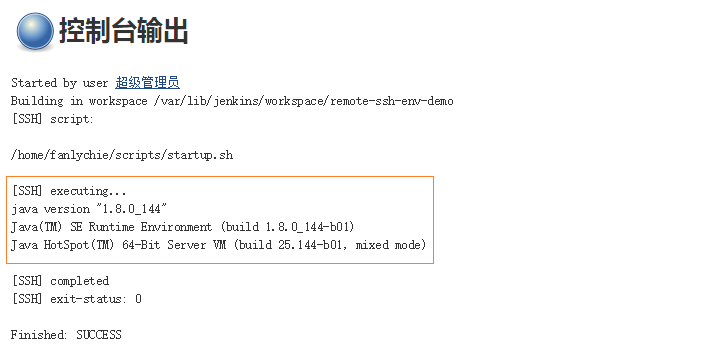 控制台输出
Started by user 超级管理员
Building in workspace /var/lib/jenkins/workspace/remote-ssh-env-demo
[SSH] script:
/home/fanlychie/scripts/startup.sh
[SSH] executing...
java version "1.8.0_144"
Java(TM) SE Runtime Environment (build 1.8.0_144-b01)
Java HotSpot(TM) 64-Bit Server VM (build 25.144-b01, mixed mode)
[SSH] completed
[SSH] exit-status: 0
Finished: SUCCESS